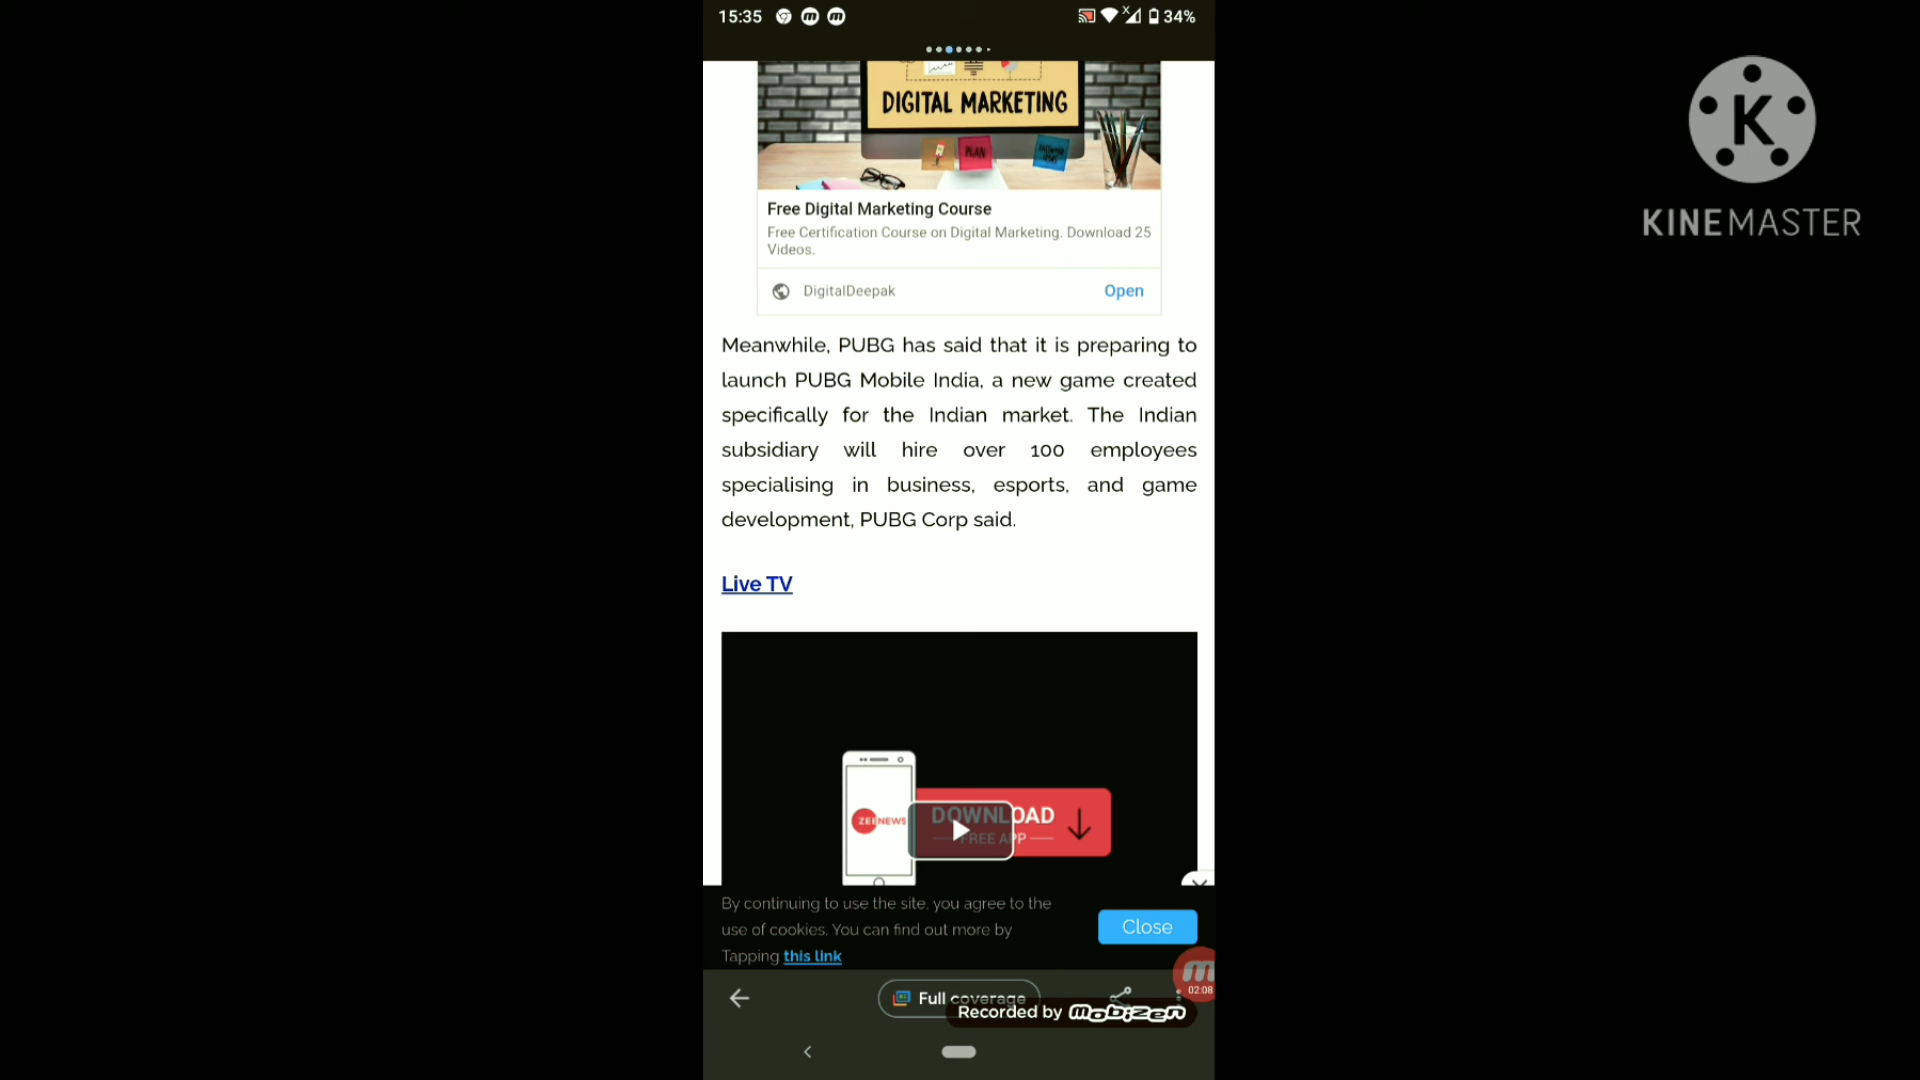 15:35
34%
DIGITAL MARKETING
PLAN
Free Digital Marketing Course
Free Certification Course on Digital Marketing. Download 25
Videos.
DigitalDeepak
Open
Meanwhile, PUBG has said that it is preparing to
launch PUBG Mobile India, a new game created
specifically for the Indian market. The Indian
subsidiary will hire over 100 employees
specialising in business, esports, and game
development, PUBG Corp said.
Live TV
ZEE NEWS
DOWNLOAD
FREE APP
By continuing to use the site, you agree to the
use of cookies. You can find out more by
Tapping this link
Close
02:08
Full coverage
Recorded by mobizen
K
KINEMASTER